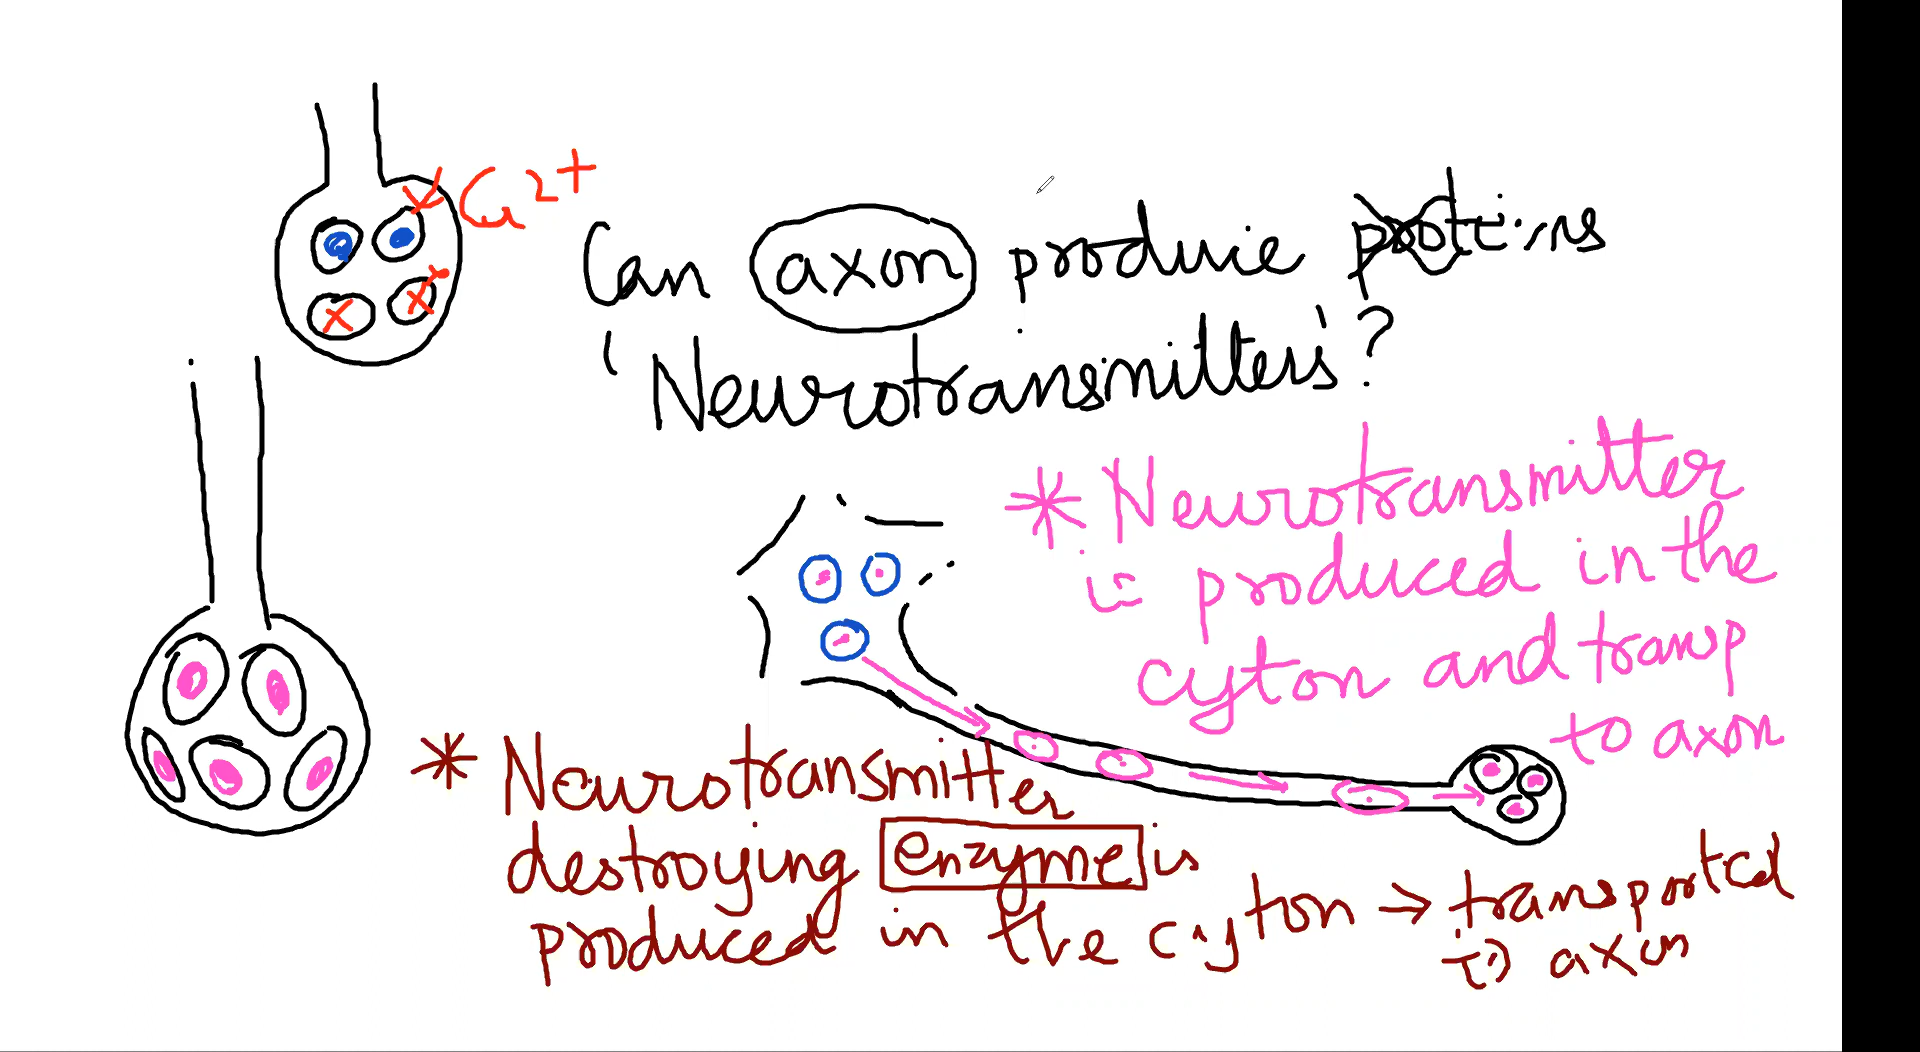 Ca2+
Can axon produce proteins
'Neurotransmitters'?
* Neurotransmitter
is produced in the
cyton and transp
to axon
* Neurotransmitter
destroying enzyme is
produced in the cyton → transported
to axon